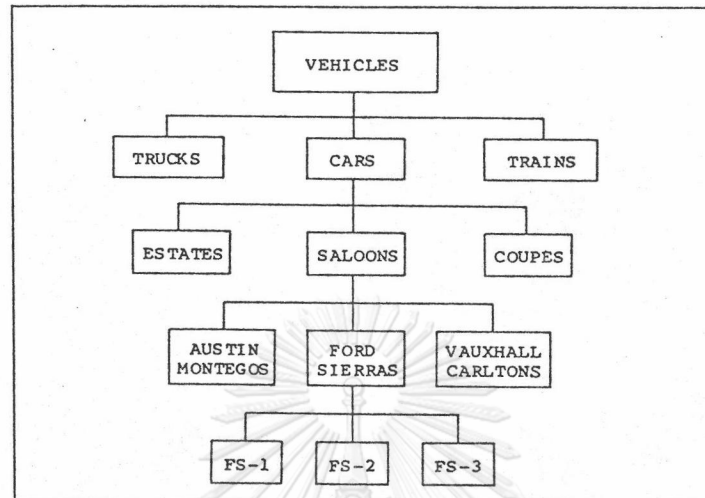 VEHICLES
TRUCKS
CARS
TRAINS
ESTATES
SALOONS
COUPES
AUSTIN
MONTEGOS
FORD
SIERRAS
VAUXHALL
CARLTONS
FS-1
FS-2
FS-3